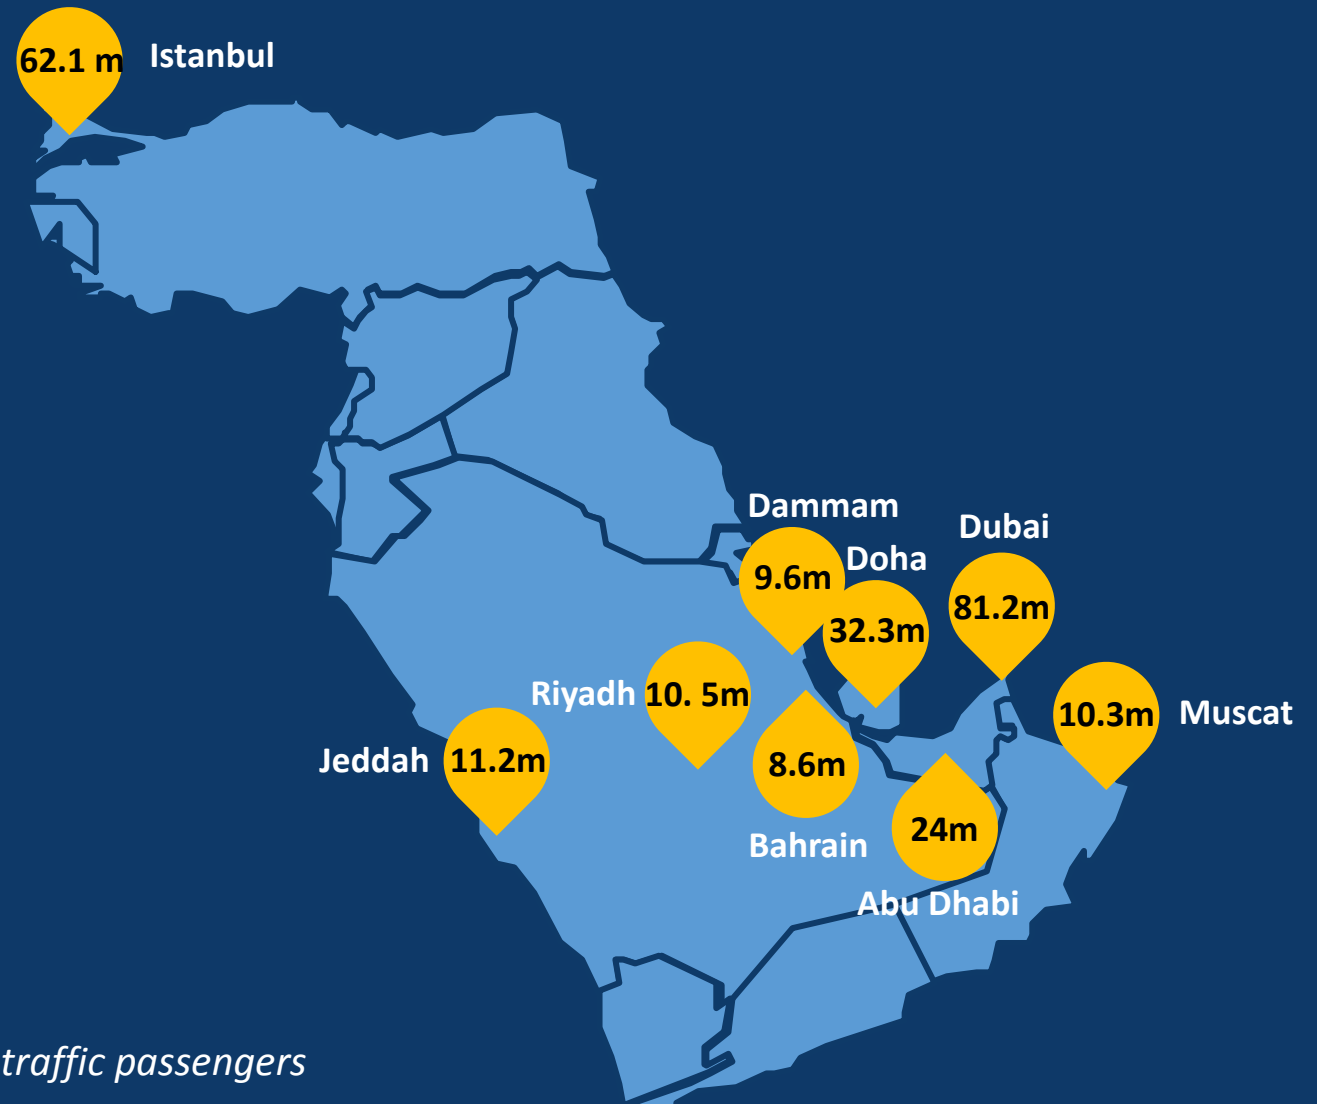 62.1 m Istanbul
Dammam
Dubai
Doha
9.6m
81.2m
32.3m
Riyadh 10. 5m
10.3m Muscat
Jeddah 11.2m
8.6m
24m
Bahrain
Abu Dhabi
traffic passengers